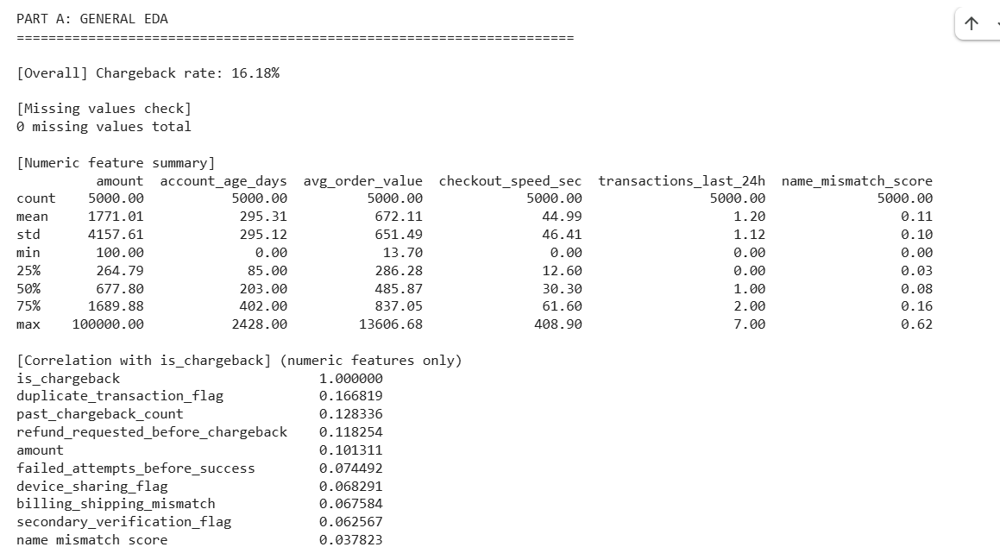 PART A: GENERAL EDA
======================================================================
[Overall] Chargeback rate: 16.18%
[Missing values check]
0 missing values total
[Numeric feature summary]
amount account_age_days avg_order_value checkout_speed_sec transactions_last_24h name_mismatch_score
count 5000.00 5000.00 5000.00 5000.00 5000.00 5000.00
mean 1771.01 295.31 672.11 44.99 1.20 0.11
std 4157.61 295.12 651.49 46.41 1.12 0.10
min 100.00 0.00 13.70 0.00 0.00 0.00
25% 264.79 85.00 286.28 12.60 0.00 0.03
50% 677.80 203.00 485.87 30.30 1.00 0.08
75% 1689.88 402.00 837.05 61.60 2.00 0.16
max 100000.00 2428.00 13606.68 408.90 7.00 0.62
[Correlation with is_chargeback] (numeric features only)
is_chargeback 1.000000
duplicate_transaction_flag 0.166819
past_chargeback_count 0.128336
refund_requested_before_chargeback 0.118254
amount 0.101311
failed_attempts_before_success 0.074492
device_sharing_flag 0.068291
billing_shipping_mismatch 0.067584
secondary_verification_flag 0.062567
name_mismatch_score 0.037823